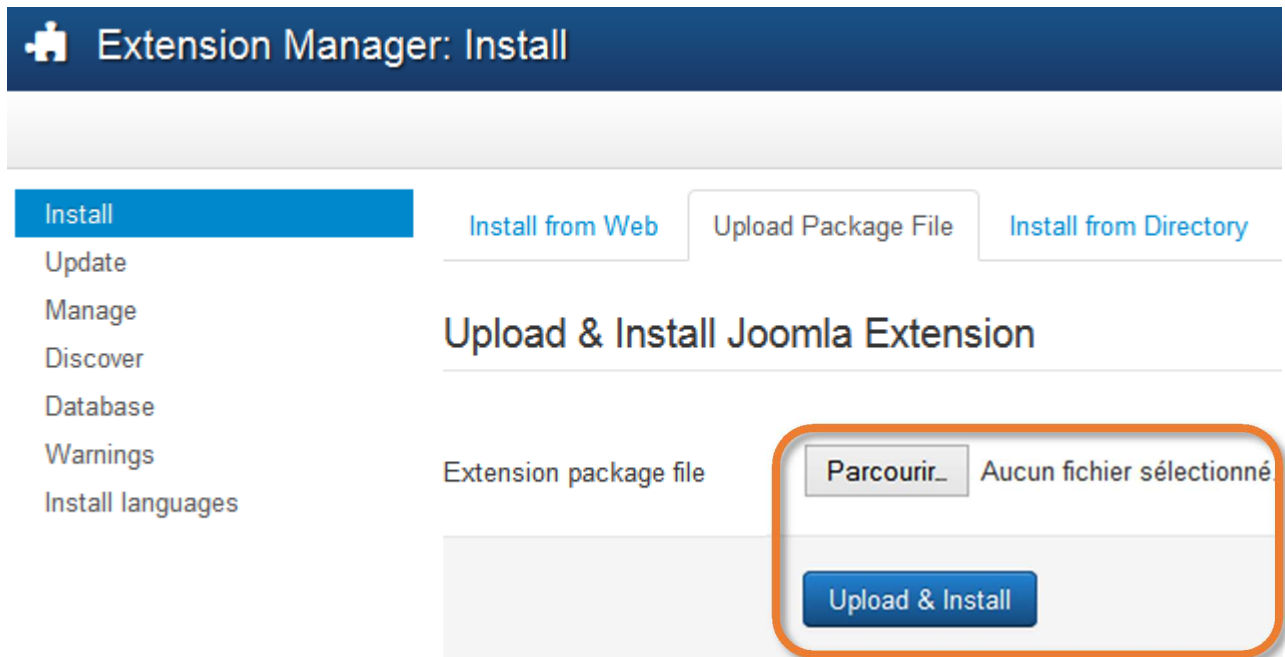 Extension Manager: Install
Install
Update
Manage
Discover
Database
Warnings
Install languages
Install from Web
Upload Package File
Install from Directory
Upload & Install Joomla Extension
Extension package file
Parcourir_ Aucun fichier sélectionné.
Upload & Install